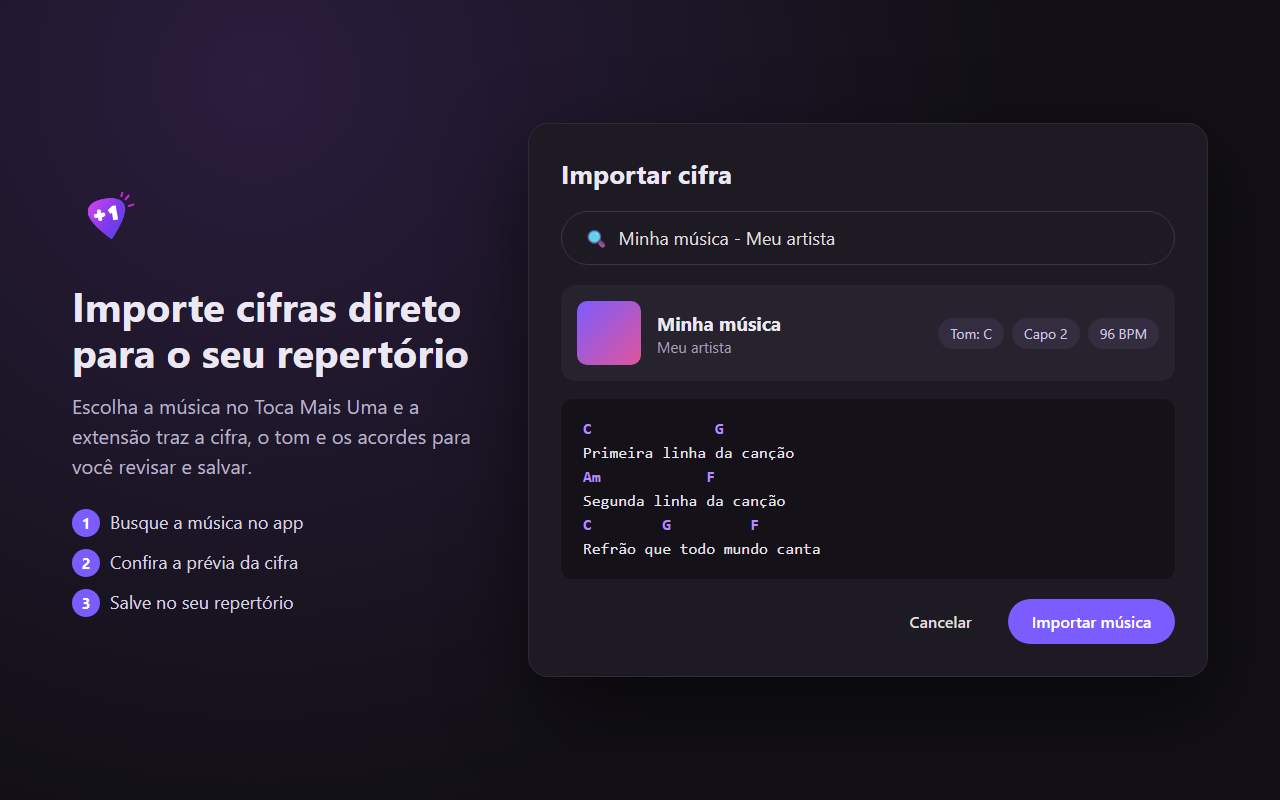 +1
Importe cifras direto
para o seu repertório
Escolha a música no Toca Mais Uma e a
extensão traz a cifra, o tom e os acordes para
você revisar e salvar.
1 Busque a música no app
2 Confira a prévia da cifra
3 Salve no seu repertório
Importar cifra
Minha música - Meu artista
Minha música
Meu artista
Tom: C
Capo 2
96 BPM
C G
Primeira linha da canção
Am F
Segunda linha da canção
C G F
Refrão que todo mundo canta
Cancelar
Importar música